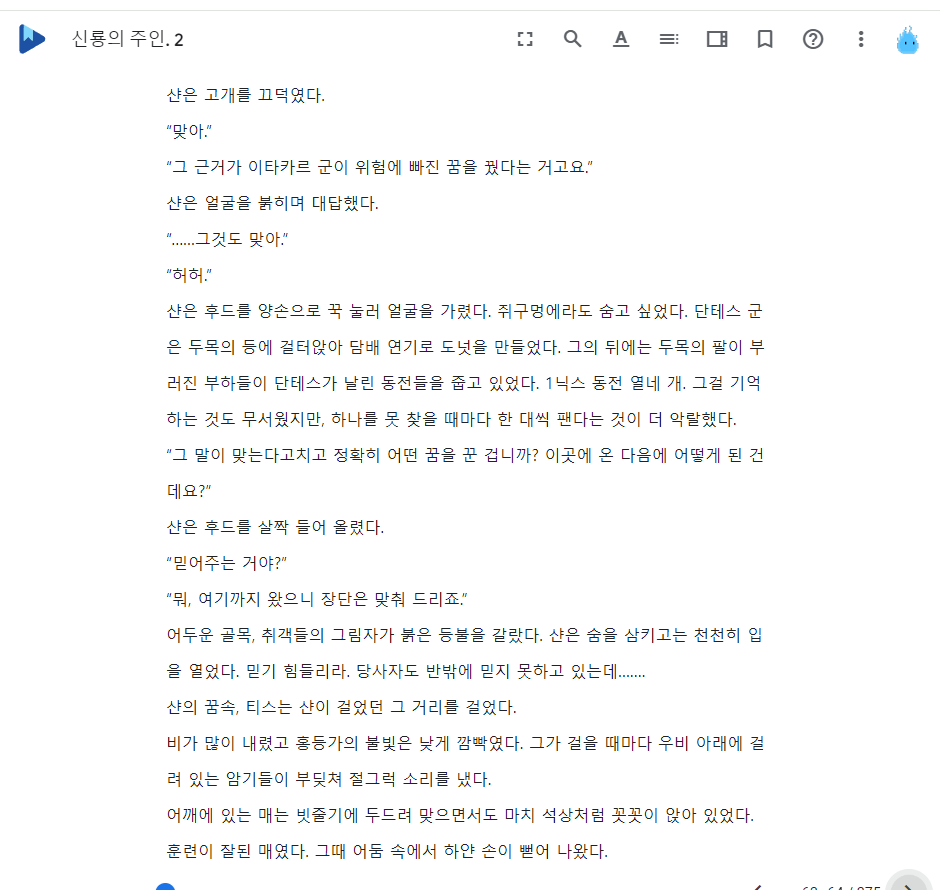 신룡의 주인. 2
샨은 고개를 끄덕였다.
“맞아.”
“그 근거가 이타카르 군이 위험에 빠진 꿈을 꿨다는 거고요.”
샨은 얼굴을 붉히며 대답했다.
“......그것도 맞아.”
“허허.”
샨은 후드를 양손으로 꾹 눌러 얼굴을 가렸다. 쥐구멍에라도 숨고 싶었다. 단테스 군
은 두목의 등에 걸터앉아 담배 연기로 도넛을 만들었다. 그의 뒤에는 두목의 팔이 부
러진 부하들이 단테스가 날린 동전들을 줍고 있었다. 1닉스 동전 열네 개. 그걸 기억
하는 것도 무서웠지만, 하나를 못 찾을 때마다 한 대씩 팬다는 것이 더 악랄했다.
“그 말이 맞는다고치고 정확히 어떤 꿈을 꾼 겁니까? 이곳에 온 다음에 어떻게 된 건
데요?”
샨은 후드를 살짝 들어 올렸다.
“믿어주는 거야?”
“뭐, 여기까지 왔으니 장단은 맞춰 드리죠.”
어두운 골목, 취객들의 그림자가 붉은 등불을 갈랐다. 샨은 숨을 삼키고는 천천히 입
을 열었다. 믿기 힘들리라. 당사자도 반밖에 믿지 못하고 있는데.......
샨의 꿈속, 티스는 샨이 걸었던 그 거리를 걸었다.
비가 많이 내렸고 홍등가의 불빛은 낮게 깜빡였다. 그가 걸을 때마다 우비 아래에 걸
려 있는 암기들이 부딪쳐 절그럭 소리를 냈다.
어깨에 있는 매는 빗줄기에 두드려 맞으면서도 마치 석상처럼 꼿꼿이 앉아 있었다.
훈련이 잘된 매였다. 그때 어둠 속에서 하얀 손이 뻗어 나왔다.